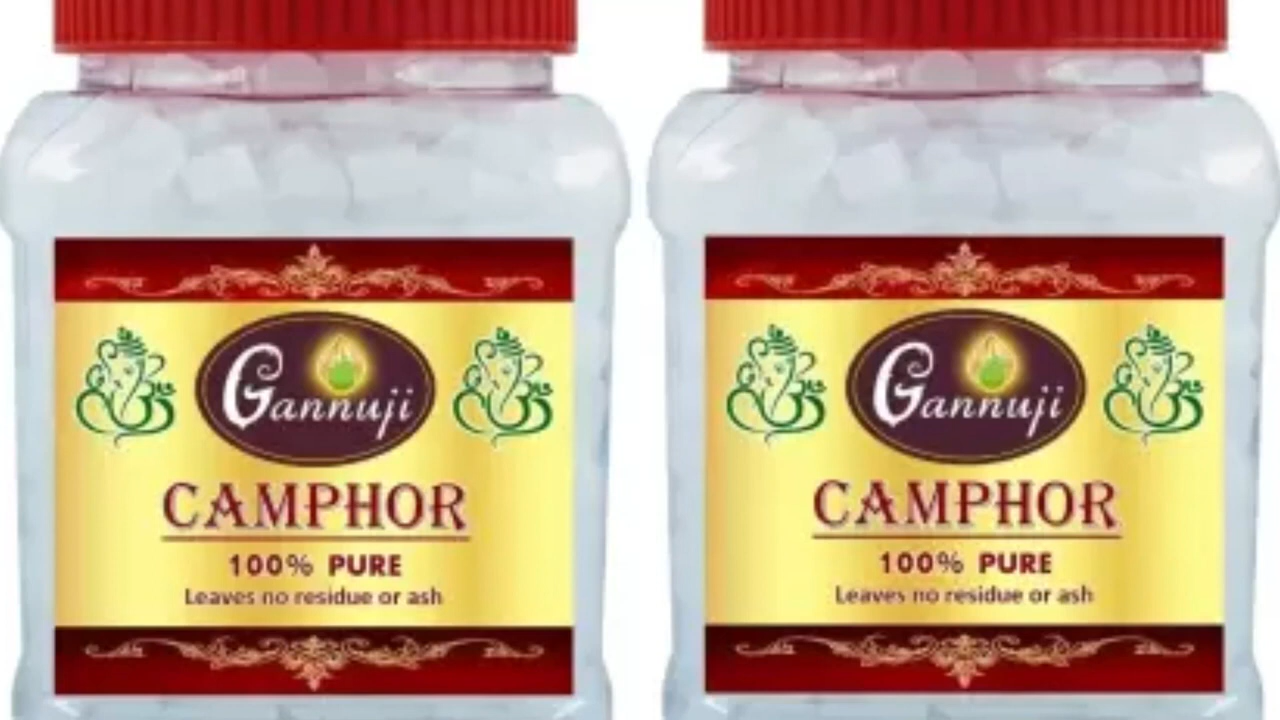 Gannuji
CAMPHOR
100% PURE
Leaves no residue or ash
Gannuji
CAMPHOR
100% PURE
Leaves no residue or ash